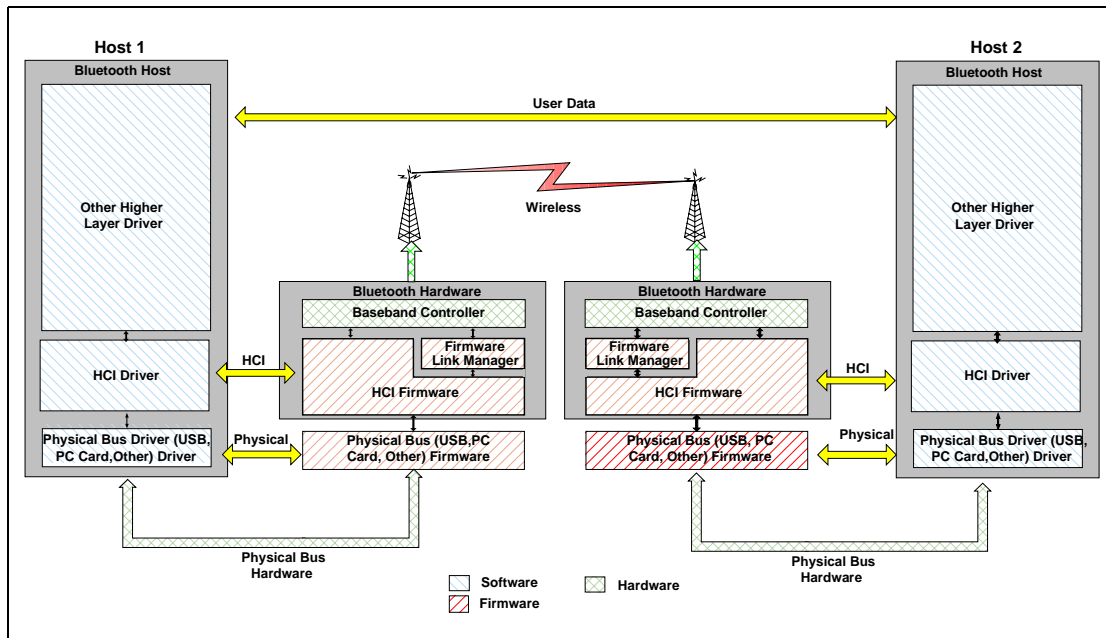 Host 1
Host 2
Bluetooth Host
Bluetooth Host
User Data
Other Higher
Layer Driver
Wireless
Other Higher
Layer Driver
Bluetooth Hardware
Baseband Controller
Firmware
Link Manager
HCI Firmware
Bluetooth Hardware
Baseband Controller
Firmware
Link Manager
HCI Firmware
HCI Driver
HCI
HCI
HCI Driver
Physical Bus Driver (USB,
PC Card,Other) Driver
Physical
Physical Bus (USB,PC
Card, Other) Firmware
Physical Bus (USB, PC
Card, Other) Firmware
Physical
Physical Bus Driver (USB,
PC Card,Other) Driver
Physical Bus
Hardware
Physical Bus
Hardware
Software
Hardware
Firmware